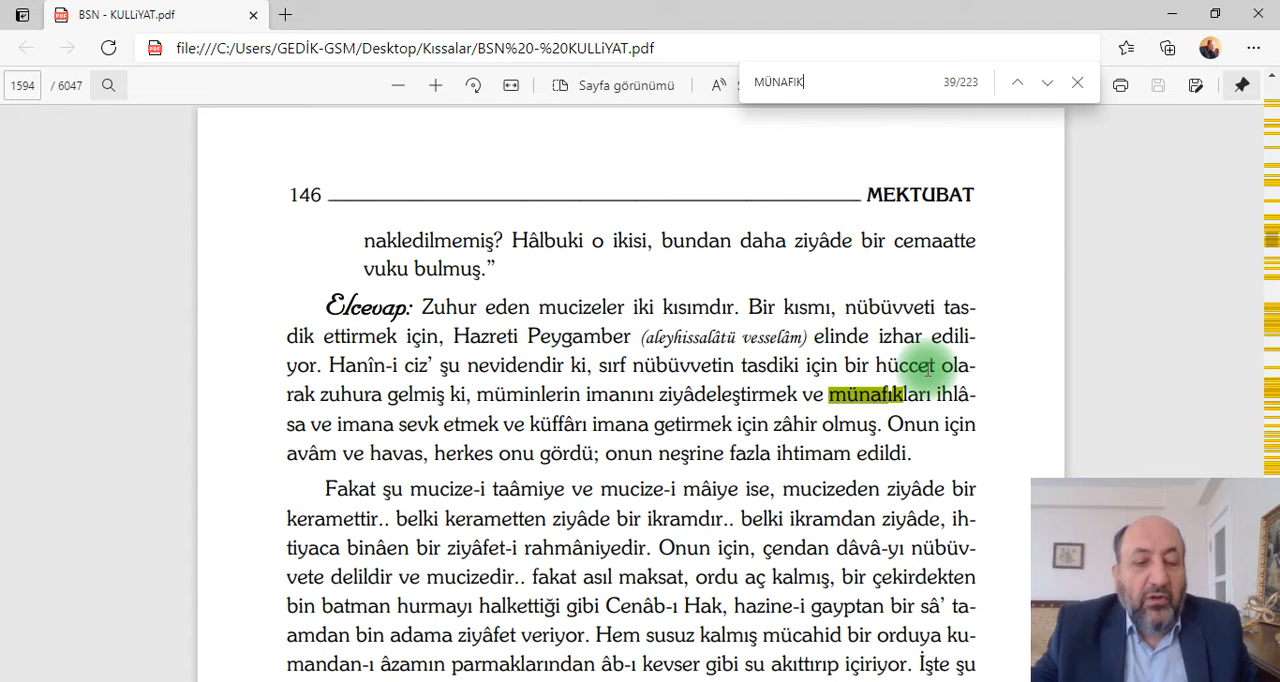 BSN - KULLiYAT.pdf
file:///C:/Users/GEDİK-GSM/Desktop/Kıssalar/BSN%20-%20KULLiYAT.pdf
1594 / 6047
Sayfa görünümü
MÜNAFIK 39/223
146 MEKTUBAT
nakledilmemiş? Hâlbuki o ikisi, bundan daha ziyâde bir cemaatte
vuku bulmuş.”
Elcevap: Zuhur eden mucizeler iki kısımdır. Bir kısmı, nübüvveti tas-
dik ettirmek için, Hazreti Peygamber (aleyhissalâtü vesselâm) elinde izhar edili-
yor. Hanîn-i ciz’ şu nevidendir ki, sırf nübüvvetin tasdiki için bir hüccet ola-
rak zuhura gelmiş ki, müminlerin imanını ziyâdeleştirmek ve münafıkları ihlâ-
sa ve imana sevk etmek ve küffârı imana getirmek için zâhir olmuş. Onun için
avâm ve havas, herkes onu gördü; onun neşrine fazla ihtimam edildi.
Fakat şu mucize-i taâmiye ve mucize-i mâiye ise, mucizeden ziyâde bir
keramettir.. belki kerametten ziyâde bir ikramdır.. belki ikramdan ziyâde, ih-
tiyaca binâen bir ziyâfet-i rahmâniyedir. Onun için, çendan dâvâ-yı nübüv-
vete delildir ve mucizedir.. fakat asıl maksat, ordu aç kalmış, bir çekirdekten
bin batman hurmayı halkettiği gibi Cenâb-ı Hak, hazine-i gayptan bir sâ’ ta-
amdan bin adama ziyâfet veriyor. Hem susuz kalmış mücahid bir orduya ku-
mandan-ı âzamın parmaklarından âb-ı kevser gibi su akıttırıp içiriyor. İşte şu